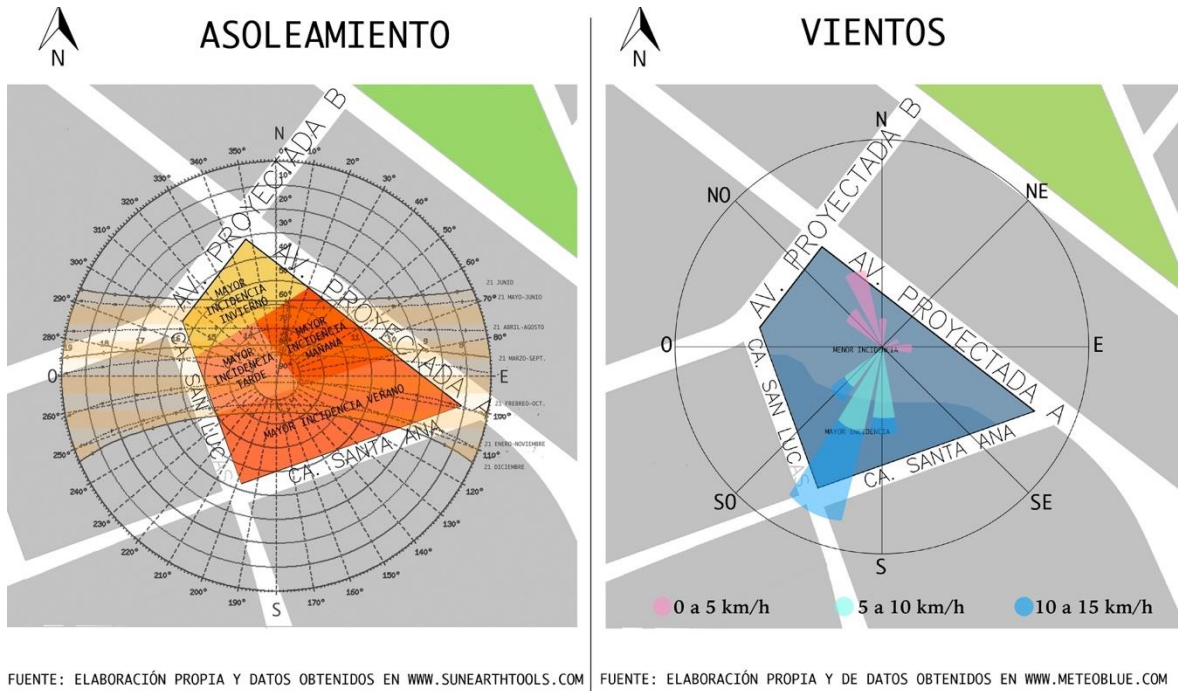 ASOLEAMIENTO
N
AV. PROYECTADA B
AV. PROYECTADA A
CA. SAN LUCAS
CA. SANTA ANA
MAYOR
INCIDENCIA
INVIERNO
MAYOR
INCIDENCIA
MAÑANA
MAYOR
INCIDENCIA
TARDE
MAYOR INCIDENCIA VERANO
N
E
S
O
10°
20°
30°
40°
50°
60°
70°
80°
100°
110°
120°
130°
140°
150°
160°
170°
190°
200°
210°
220°
230°
240°
250°
260°
280°
290°
300°
310°
320°
330°
340°
350°
21 JUNIO
21 MAYO-JUNIO
21 ABRIL-AGOSTO
21 MARZO-SEPT.
21 FREBREO-OCT.
21 ENERO-NOVIEMBRE
21 DICIEMBRE
FUENTE: ELABORACIÓN PROPIA Y DATOS OBTENIDOS EN WWW.SUNEARTHTOOLS.COM
VIENTOS
N
N
NE
E
SE
S
SO
O
NO
AV. PROYECTADA B
AV. PROYECTADA A
CA. SAN LUCAS
CA. SANTA ANA
MENOR INCIDENCIA
MAYOR INCIDENCIA
0 a 5 km/h
5 a 10 km/h
10 a 15 km/h
FUENTE: ELABORACIÓN PROPIA Y DE DATOS OBTENIDOS EN WWW.METEOBLUE.COM